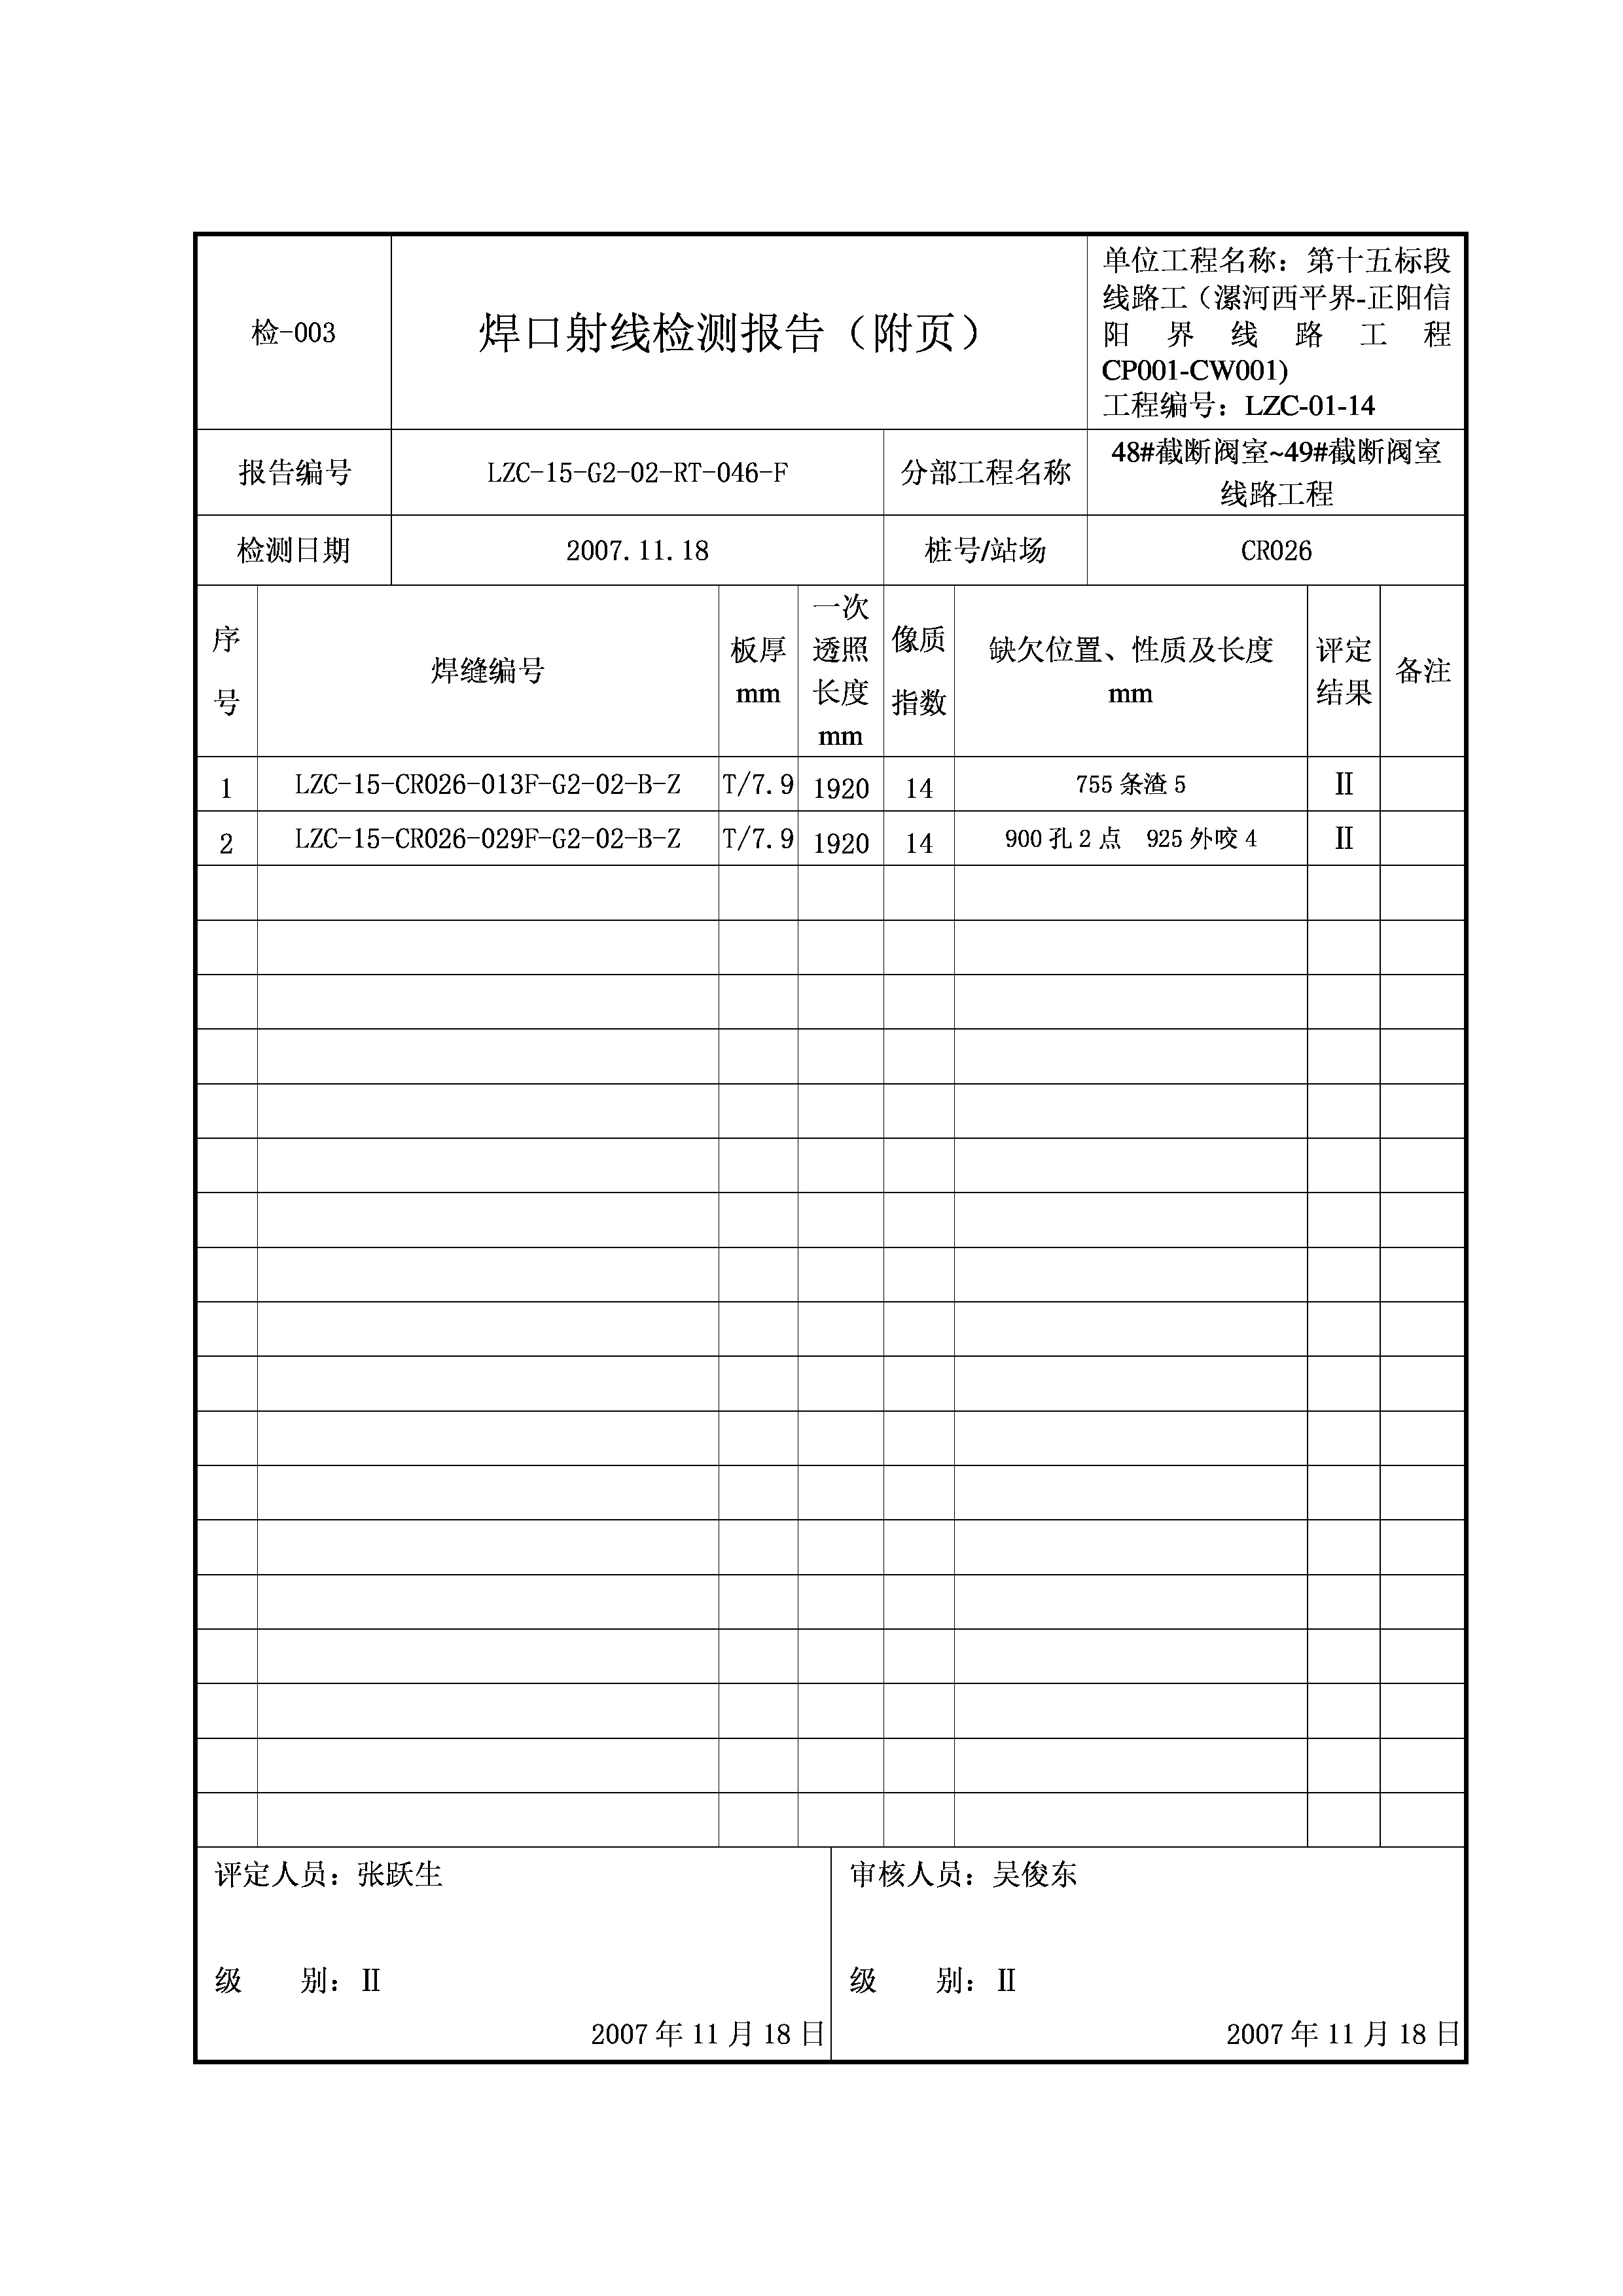 检-003
焊口射线检测报告（附页）
单位工程名称：第十五标段
线路工（漯河西平界-正阳信
阳界线路工程
CP001-CW001)
工程编号：LZC-01-14
报告编号
LZC-15-G2-02-RT-046-F
分部工程名称
48#截断阀室~49#截断阀室
线路工程
检测日期
2007.11.18
桩号/站场
CR026
序
号
焊缝编号
板厚
mm
一次
透照
长度
mm
像质
指数
缺欠位置、性质及长度
mm
评定
结果
备注
1 LZC-15-CR026-013F-G2-02-B-Z T/7.9 1920 14 755 条渣 5 Ⅱ
2 LZC-15-CR026-029F-G2-02-B-Z T/7.9 1920 14 900 孔 2 点 925 外咬 4 Ⅱ
评定人员：张跃生
级 别：Ⅱ
2007 年 11 月 18 日
审核人员：吴俊东
级 别：Ⅱ
2007 年 11 月 18 日